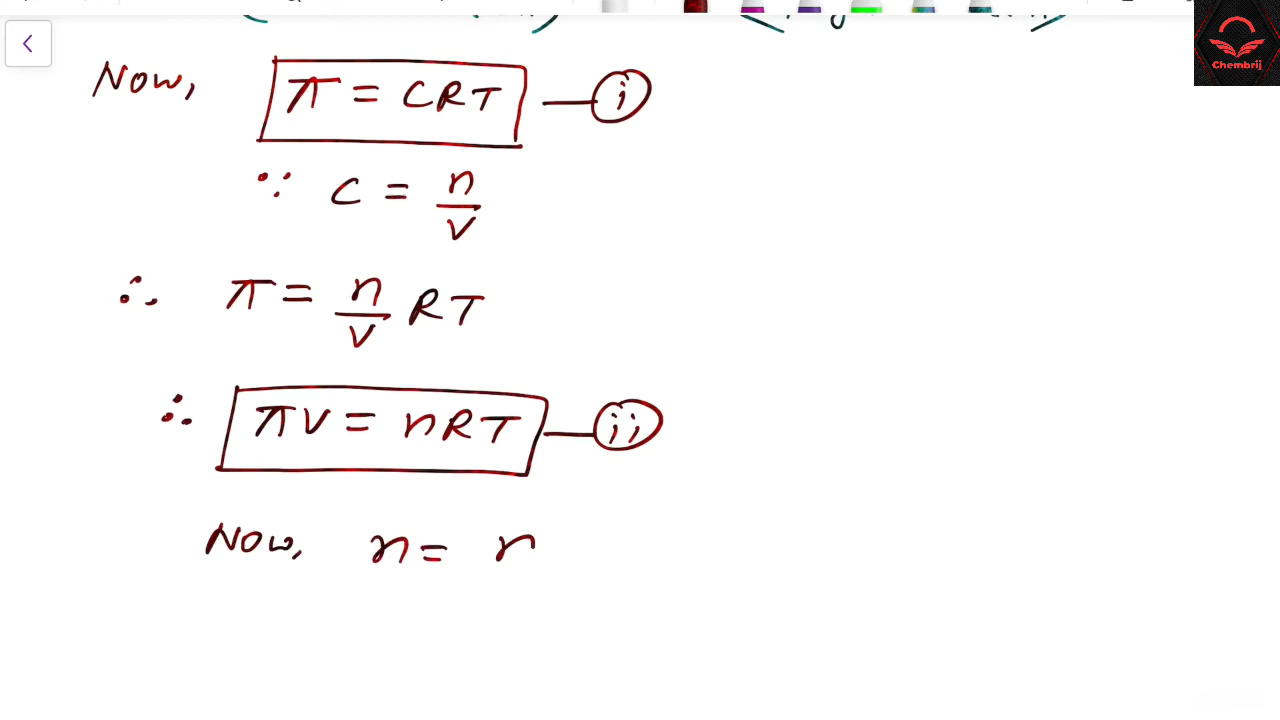 Chembrij
Now, π = CRT —(i)
∵ C = n/v
∴ π = n/v RT
∴ πv = nRT —(ii)
Now, n =